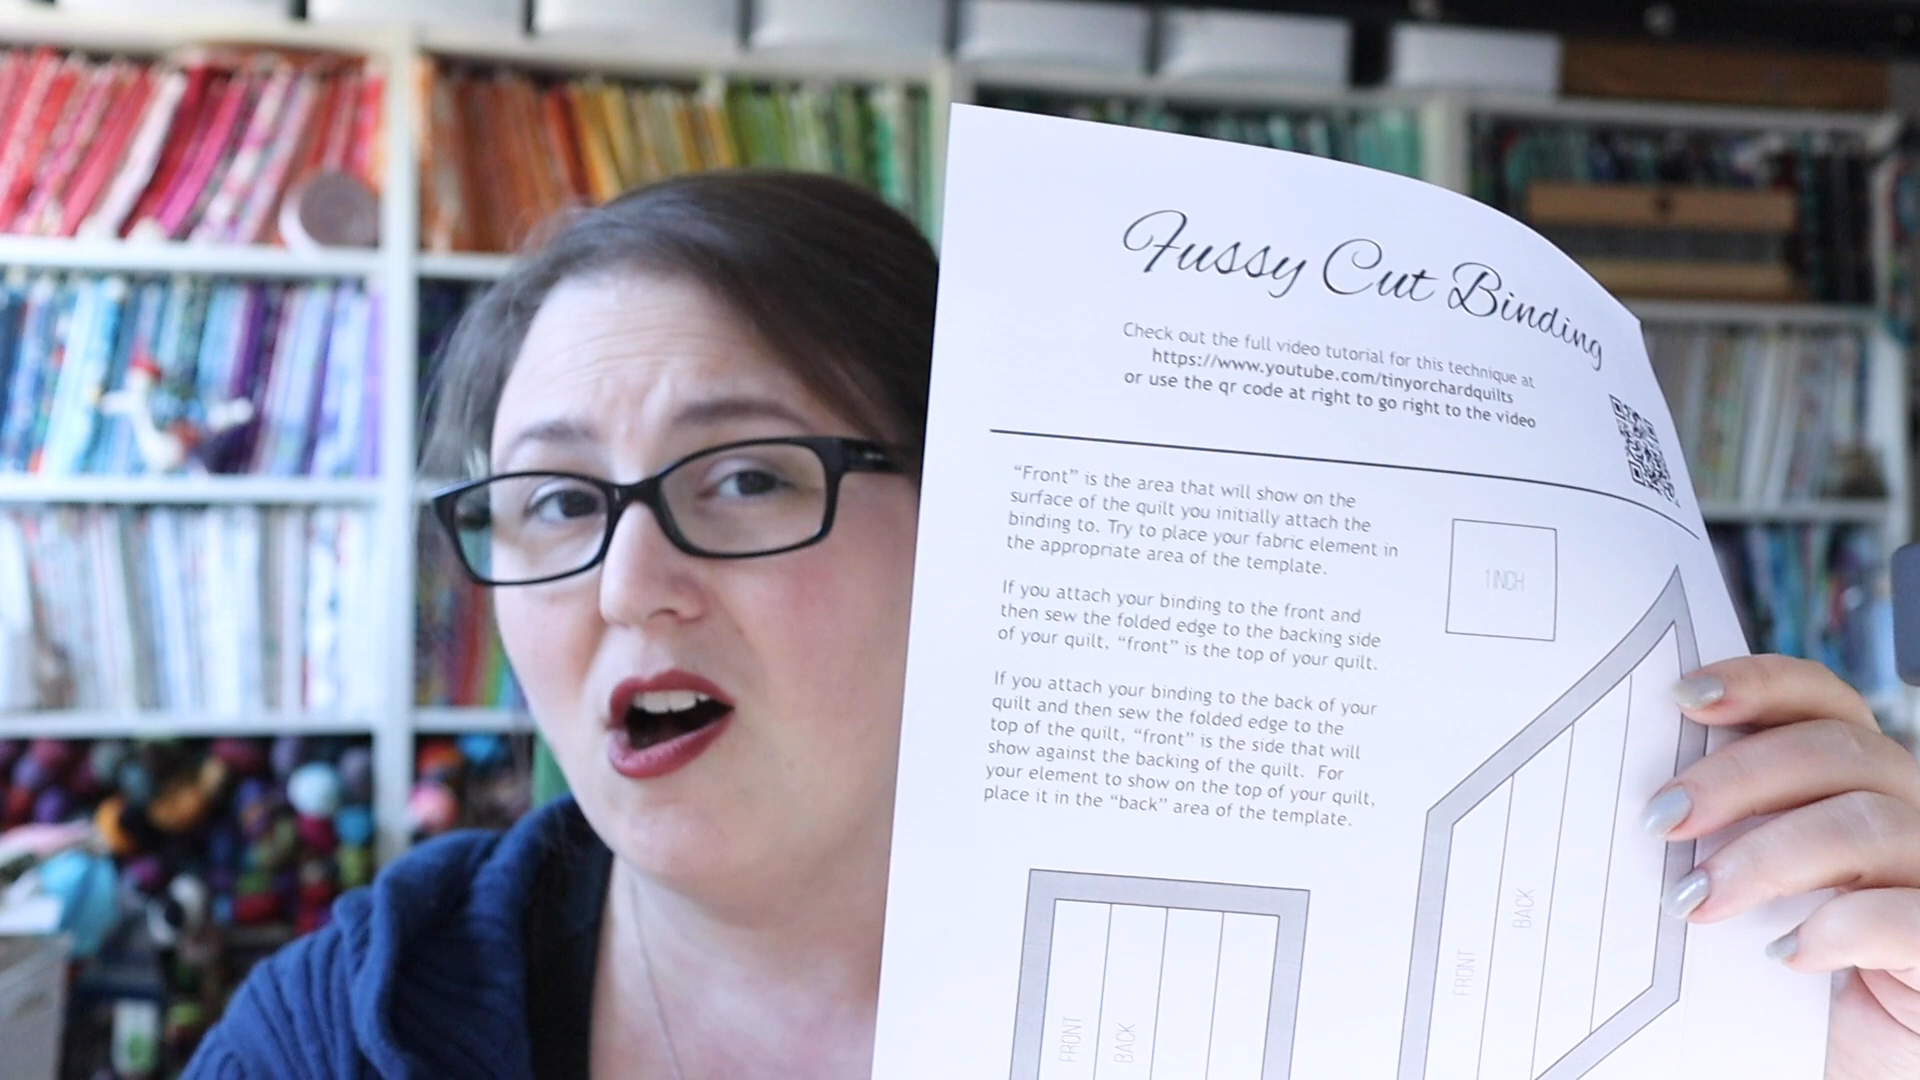 Fussy Cut Binding
Check out the full video tutorial for this technique at
https://www.youtube.com/tinyorchardquilts
or use the qr code at right to go right to the video
“Front” is the area that will show on the
surface of the quilt you initially attach the
binding to. Try to place your fabric element in
the appropriate area of the template.
If you attach your binding to the front and
then sew the folded edge to the backing side
of your quilt, “front” is the top of your quilt.
If you attach your binding to the back of your
quilt and then sew the folded edge to the
top of the quilt, “front” is the side that will
show against the backing of the quilt. For
your element to show on the top of your quilt,
place it in the “back” area of the template.
1 INCH
FRONT
BACK
FRONT
BACK